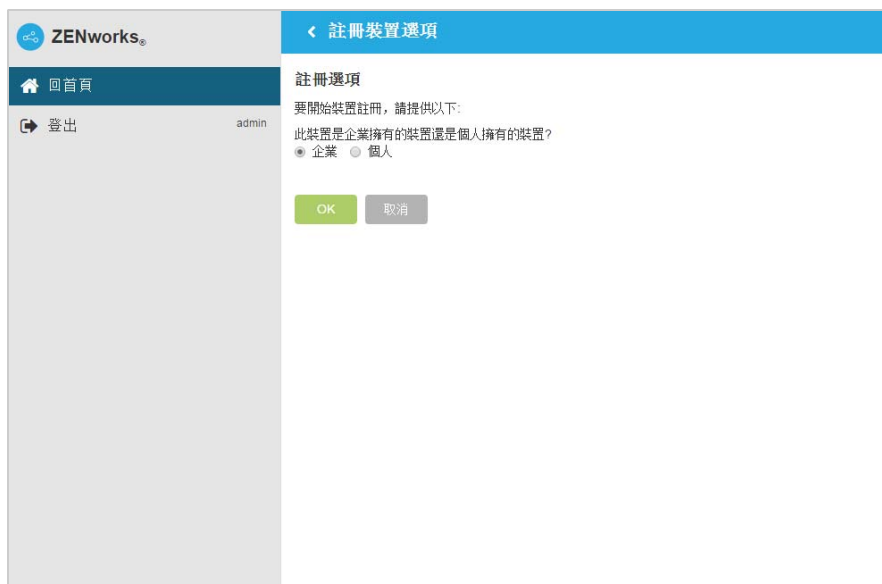 ZENworks®
註冊裝置選項
回首頁
登出 admin
註冊選項
要開始裝置註冊，請提供以下:
此裝置是企業擁有的裝置還是個人擁有的裝置?
企業 個人
OK 取消